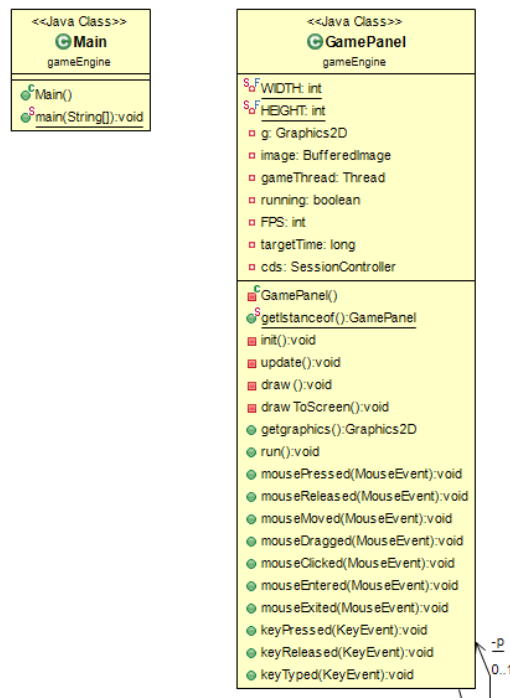 <<Java Class>>
Main
gameEngine
Main()
main(String[]):void
<<Java Class>>
GamePanel
gameEngine
WIDTH: int
HEIGHT: int
g: Graphics2D
image: BufferedImage
gameThread: Thread
running: boolean
FPS: int
targetTime: long
cds: SessionController
GamePanel()
getIstanceof():GamePanel
init():void
update():void
draw():void
drawToScreen():void
getgraphics():Graphics2D
run():void
mousePressed(MouseEvent):void
mouseReleased(MouseEvent):void
mouseMoved(MouseEvent):void
mouseDragged(MouseEvent):void
mouseClicked(MouseEvent):void
mouseEntered(MouseEvent):void
mouseExited(MouseEvent):void
keyPressed(KeyEvent):void
keyReleased(KeyEvent):void
keyTyped(KeyEvent):void
-p
0..1